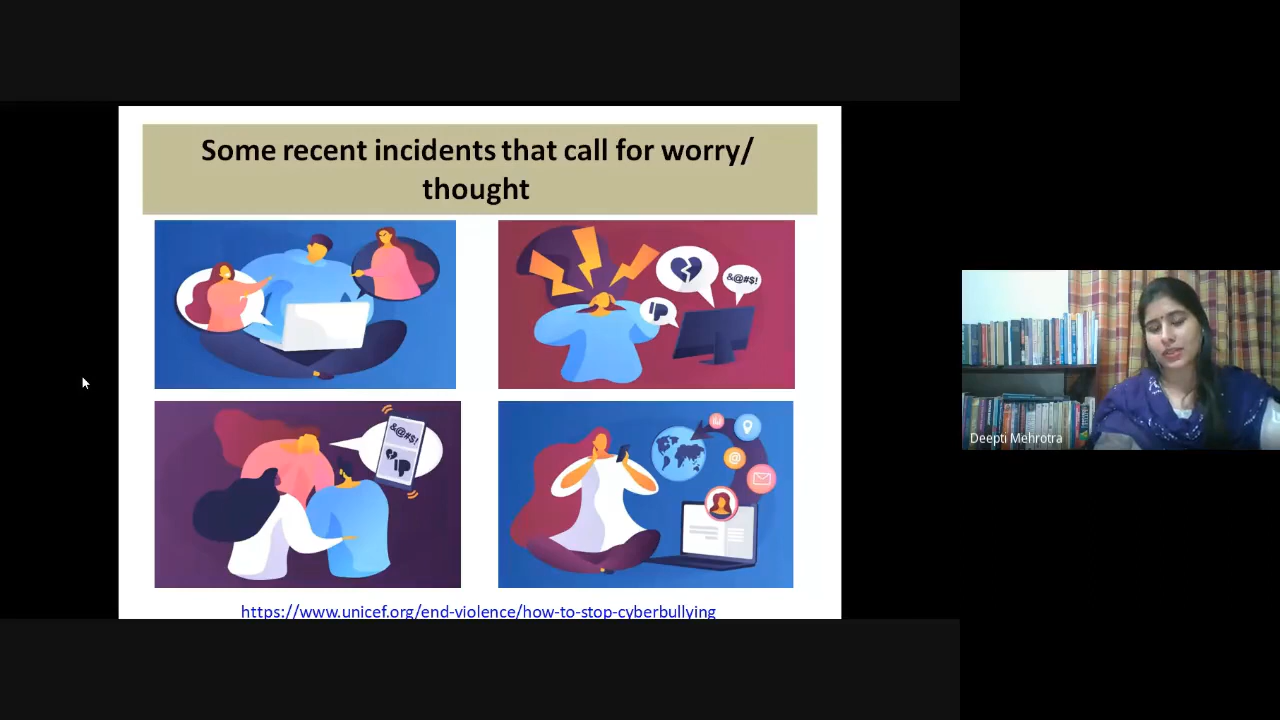 Some recent incidents that call for worry/
thought
&@#$!
&@#$!
@
https://www.unicef.org/end-violence/how-to-stop-cyberbullying
Deepti Mehrotra